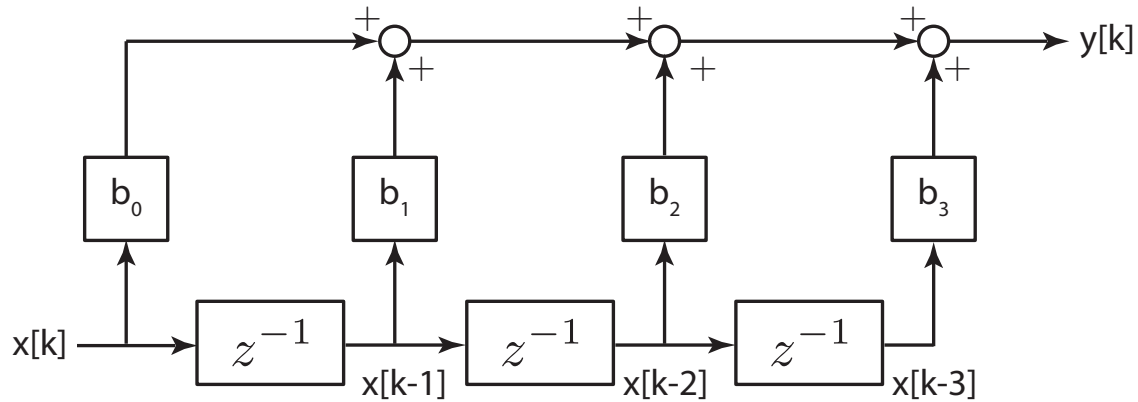 + + + y[k]
+ + +
b₀ b₁ b₂ b₃
x[k] z⁻¹ z⁻¹ z⁻¹
x[k-1] x[k-2] x[k-3]